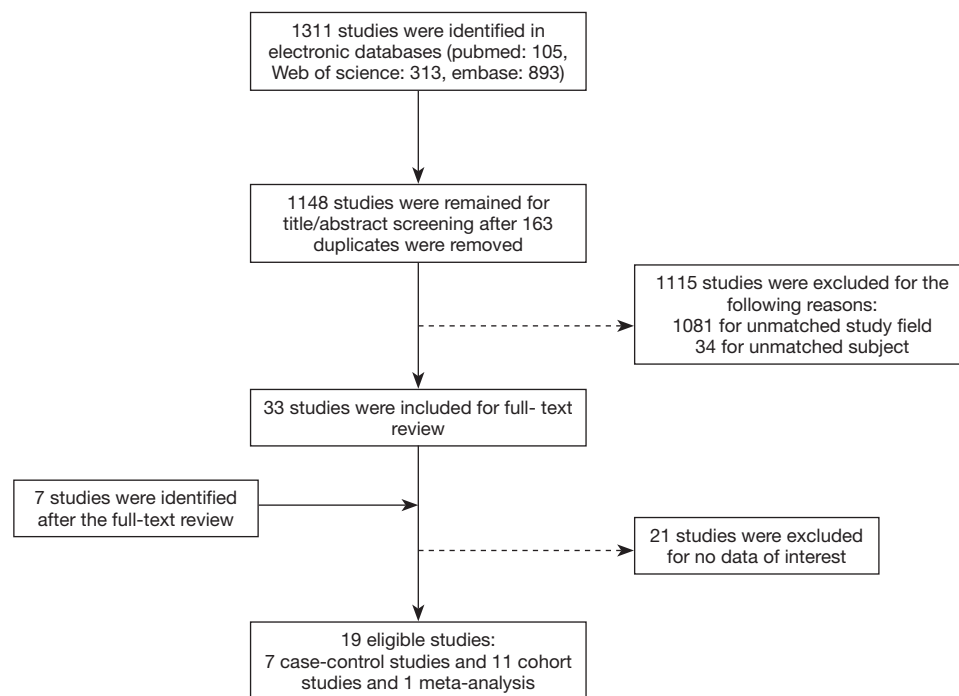 1311 studies were identified in
electronic databases (pubmed: 105,
Web of science: 313, embase: 893)
1148 studies were remained for
title/abstract screening after 163
duplicates were removed
1115 studies were excluded for the
following reasons:
1081 for unmatched study field
34 for unmatched subject
33 studies were included for full- text
review
7 studies were identified
after the full-text review
21 studies were excluded
for no data of interest
19 eligible studies:
7 case-control studies and 11 cohort
studies and 1 meta-analysis